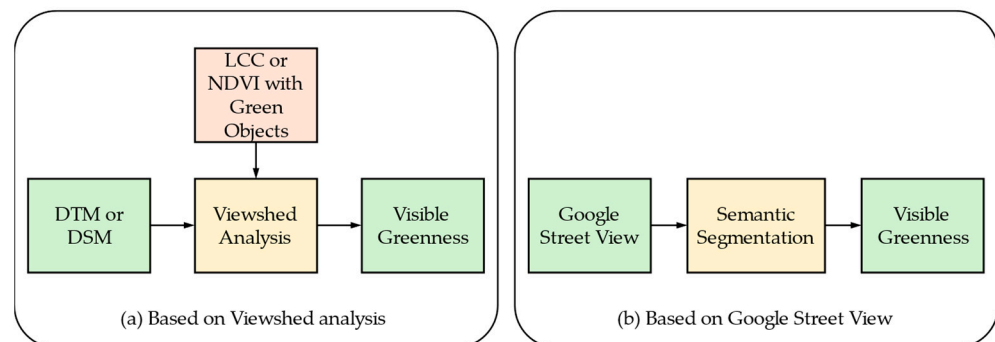 LCC or
NDVI with
Green
Objects
DTM or
DSM
Viewshed
Analysis
Visible
Greenness
(a) Based on Viewshed analysis
Google
Street View
Semantic
Segmentation
Visible
Greenness
(b) Based on Google Street View